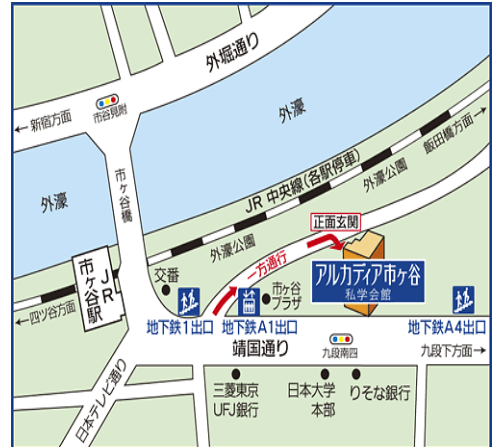 外堀通り
外濠
市谷見附
←新宿方面
飯田橋方面→
市ヶ谷橋
JR 中央線(各駅停車)
外濠公園
外濠
正面玄関
外濠公園
JR
市ヶ谷駅
一方通行
アルカディア市ヶ谷
私学会館
交番
市ヶ谷
プラザ
←四ツ谷方面
地下鉄1出口
地下鉄A1出口
地下鉄A4出口
靖国通り
九段南四
九段下方面→
日本テレビ通り
三菱東京
UFJ銀行
日本大学
本部
りそな銀行